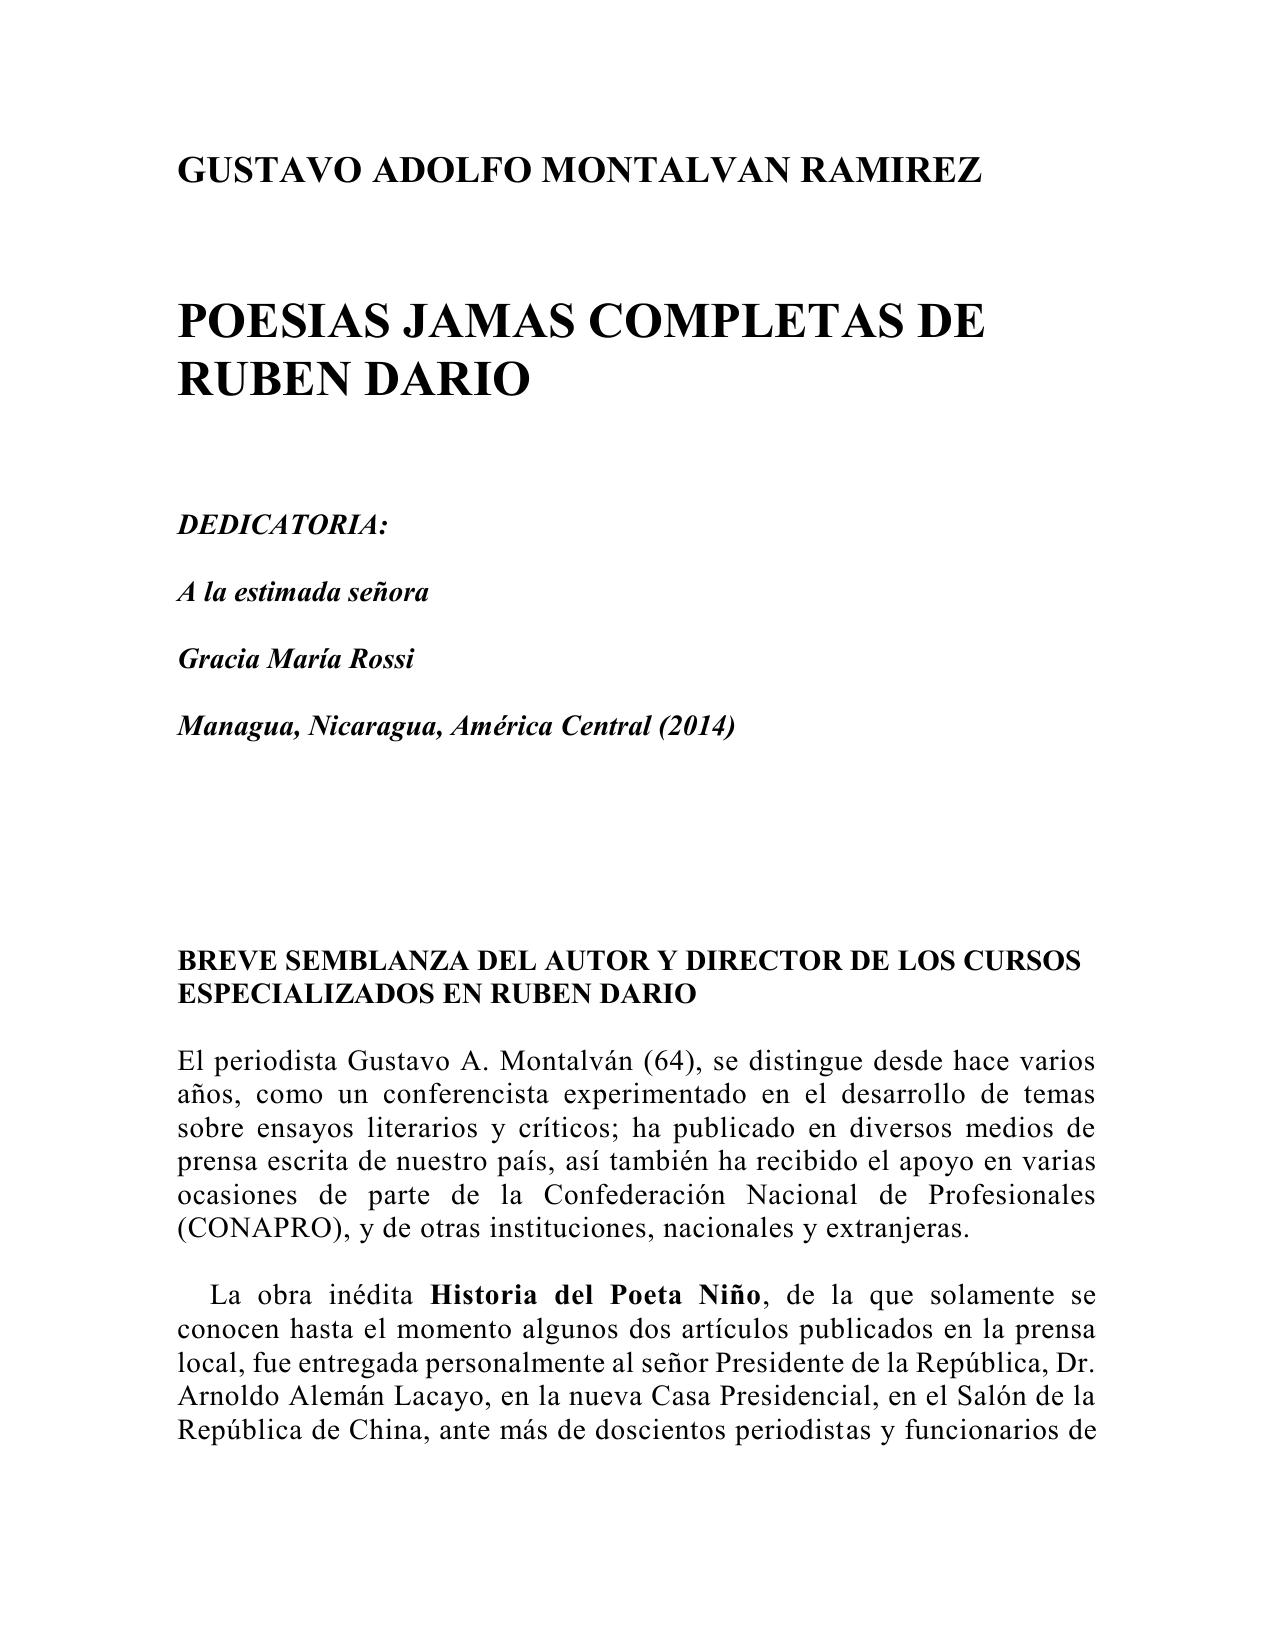 GUSTAVO ADOLFO MONTALVAN RAMIREZ
POESIAS JAMAS COMPLETAS DE
RUBEN DARIO
DEDICATORIA:
A la estimada señora
Gracia María Rossi
Managua, Nicaragua, América Central (2014)
BREVE SEMBLANZA DEL AUTOR Y DIRECTOR DE LOS CURSOS
ESPECIALIZADOS EN RUBEN DARIO
El periodista Gustavo A. Montalván (64), se distingue desde hace varios
años, como un conferencista experimentado en el desarrollo de temas
sobre ensayos literarios y críticos; ha publicado en diversos medios de
prensa escrita de nuestro país, así también ha recibido el apoyo en varias
ocasiones de parte de la Confederación Nacional de Profesionales
(CONAPRO), y de otras instituciones, nacionales y extranjeras.
La obra inédita Historia del Poeta Niño, de la que solamente se
conocen hasta el momento algunos dos artículos publicados en la prensa
local, fue entregada personalmente al señor Presidente de la República, Dr.
Arnoldo Alemán Lacayo, en la nueva Casa Presidencial, en el Salón de la
República de China, ante más de doscientos periodistas y funcionarios de